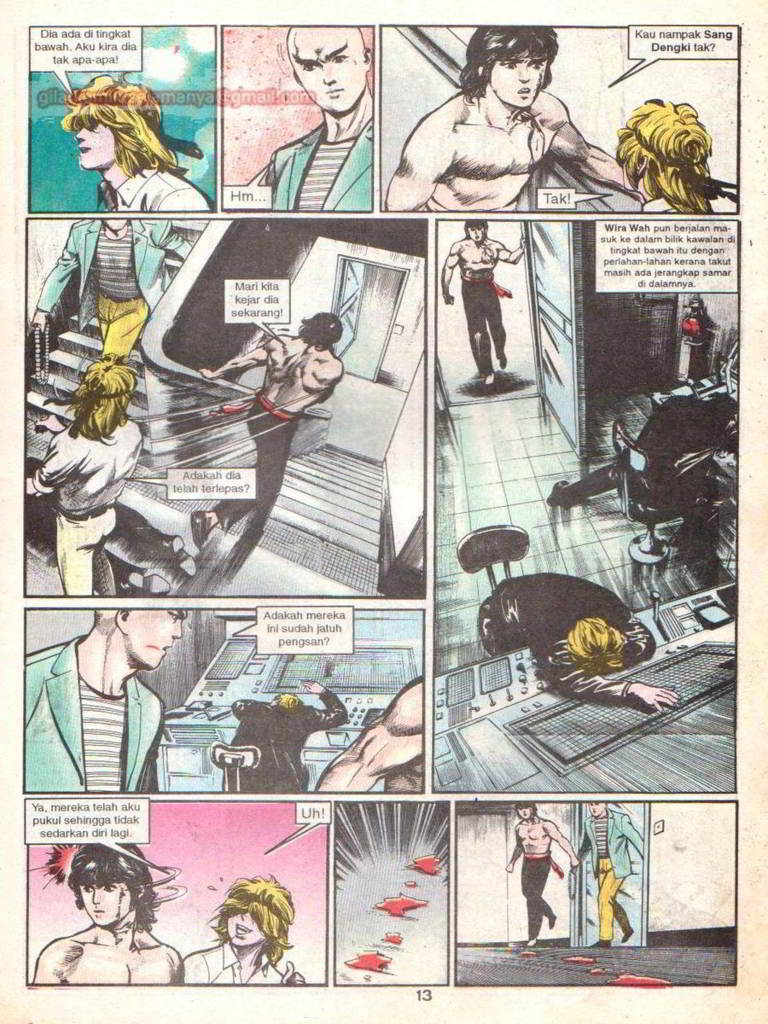 Dia ada di tingkat
bawah. Aku kira dia
tak apa-apa!
Hm...
Kau nampak Sang
Dengki tak?
Tak!
Mari kita
kejar dia
sekarang!
Adakah dia
telah terlepas?
Wira Wah pun berjalan ma-
suk ke dalam bilik kawalan di
tingkat bawah itu dengan
perlahan-lahan kerana takut
masih ada jerangkap samar
di dalamnya.
Adakah mereka
ini sudah jatuh
pengsan?
Ya, mereka telah aku
pukul sehingga tidak
sedarkan diri lagi.
Uh!
13